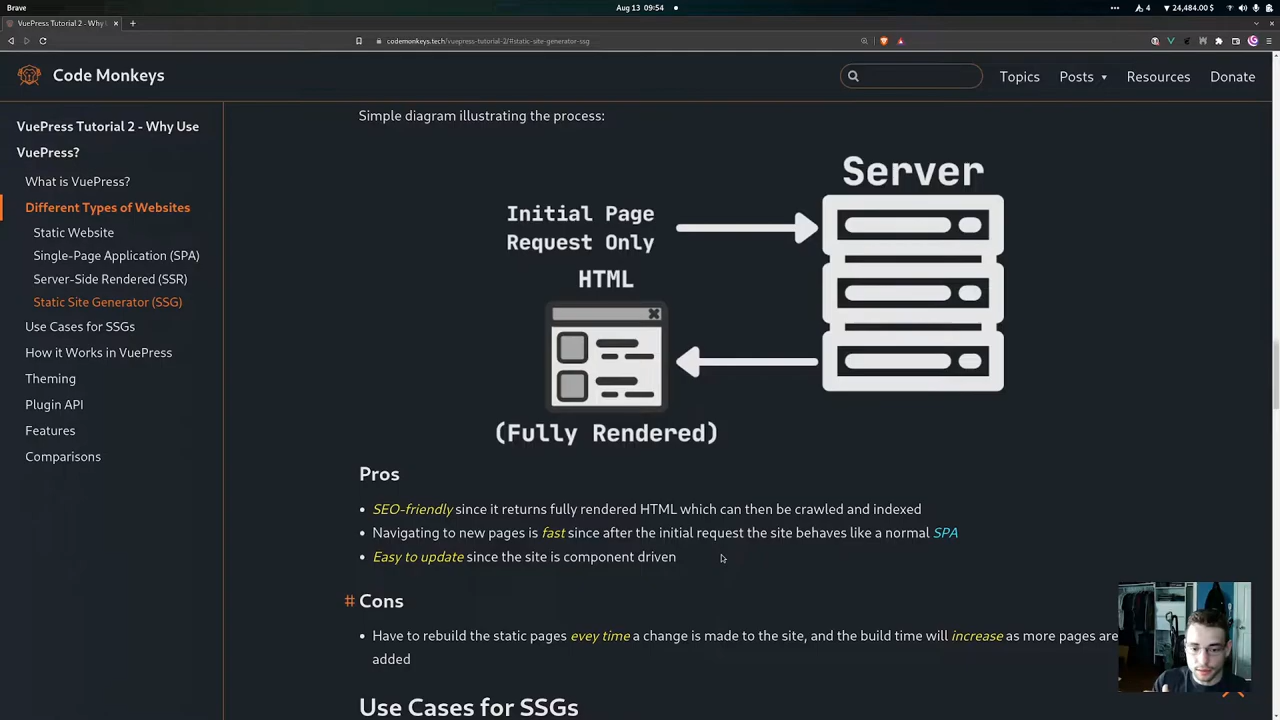 Brave
Aug 13 09:54
4
24,484.00 $
VuePress Tutorial 2 - Why
codemonkeys.tech/vuepress-tutorial-2/#static-site-generator-ssg
Code Monkeys
Topics
Posts
Resources
Donate
VuePress Tutorial 2 - Why Use
VuePress?
What is VuePress?
Different Types of Websites
Static Website
Single-Page Application (SPA)
Server-Side Rendered (SSR)
Static Site Generator (SSG)
Use Cases for SSGs
How it Works in VuePress
Theming
Plugin API
Features
Comparisons
Simple diagram illustrating the process:
Server
Initial Page
Request Only
HTML
(Fully Rendered)
Pros
• SEO-friendly since it returns fully rendered HTML which can then be crawled and indexed
• Navigating to new pages is fast since after the initial request the site behaves like a normal SPA
• Easy to update since the site is component driven
# Cons
• Have to rebuild the static pages evey time a change is made to the site, and the build time will increase as more pages are
added
Use Cases for SSGs